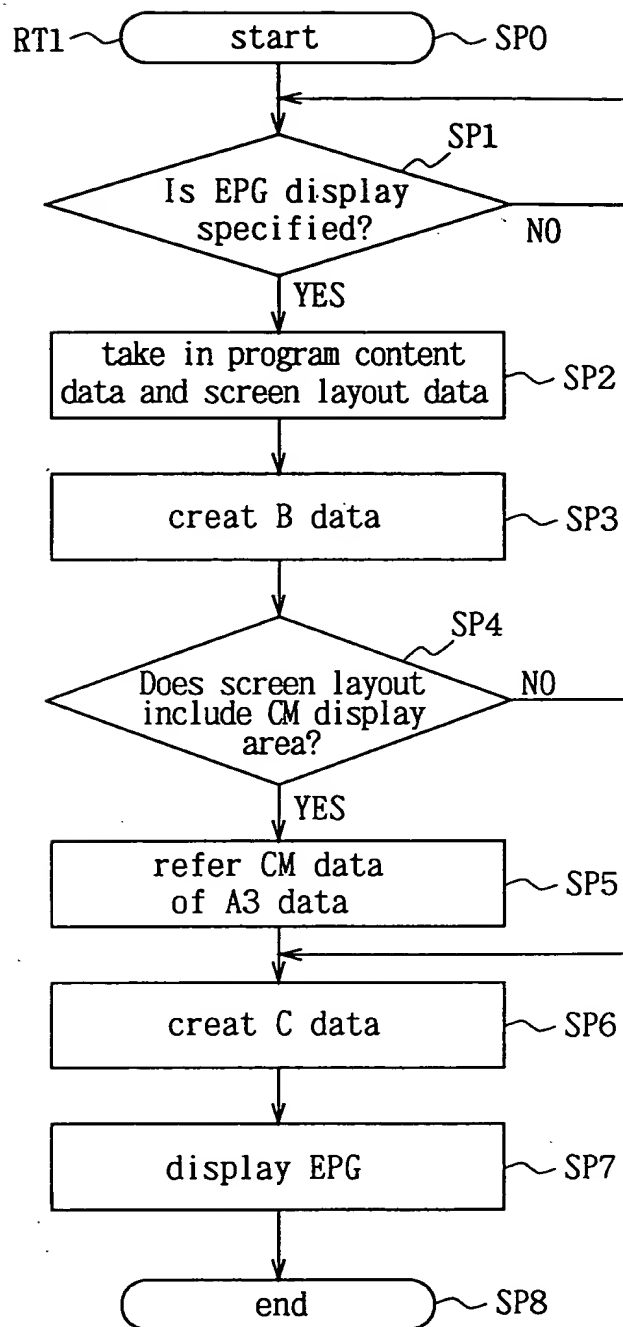 RT1
start
SP0
SP1
Is EPG display
specified?
NO
YES
take in program content
data and screen layout data
SP2
creat B data
SP3
SP4
Does screen layout
include CM display
area?
NO
YES
refer CM data
of A3 data
SP5
creat C data
SP6
display EPG
SP7
end
SP8